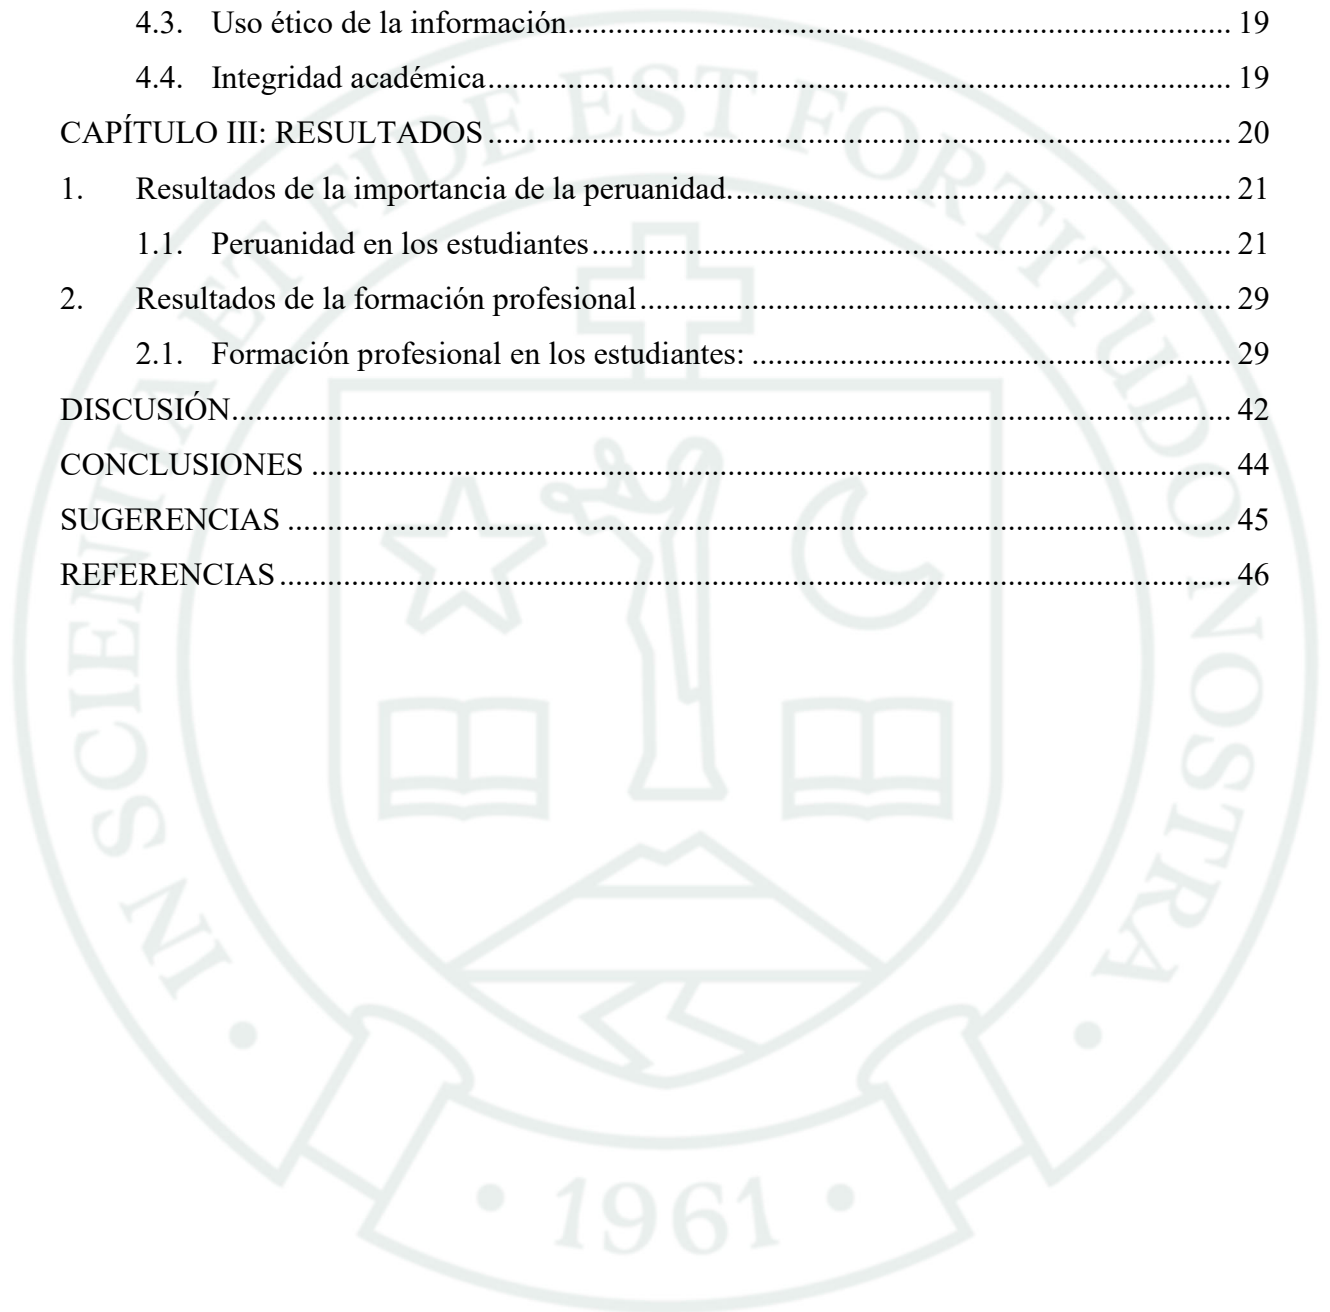 4.3. Uso ético de la información.......... 19
4.4. Integridad académica.......... 19
CAPÍTULO III: RESULTADOS.......... 20
1. Resultados de la importancia de la peruanidad.......... 21
1.1. Peruanidad en los estudiantes.......... 21
2. Resultados de la formación profesional.......... 29
2.1. Formación profesional en los estudiantes:.......... 29
DISCUSIÓN.......... 42
CONCLUSIONES.......... 44
SUGERENCIAS.......... 45
REFERENCIAS.......... 46
IN SCIENTIA ET FIDE EST FORTITUDO NOSTRA
• 1961 •